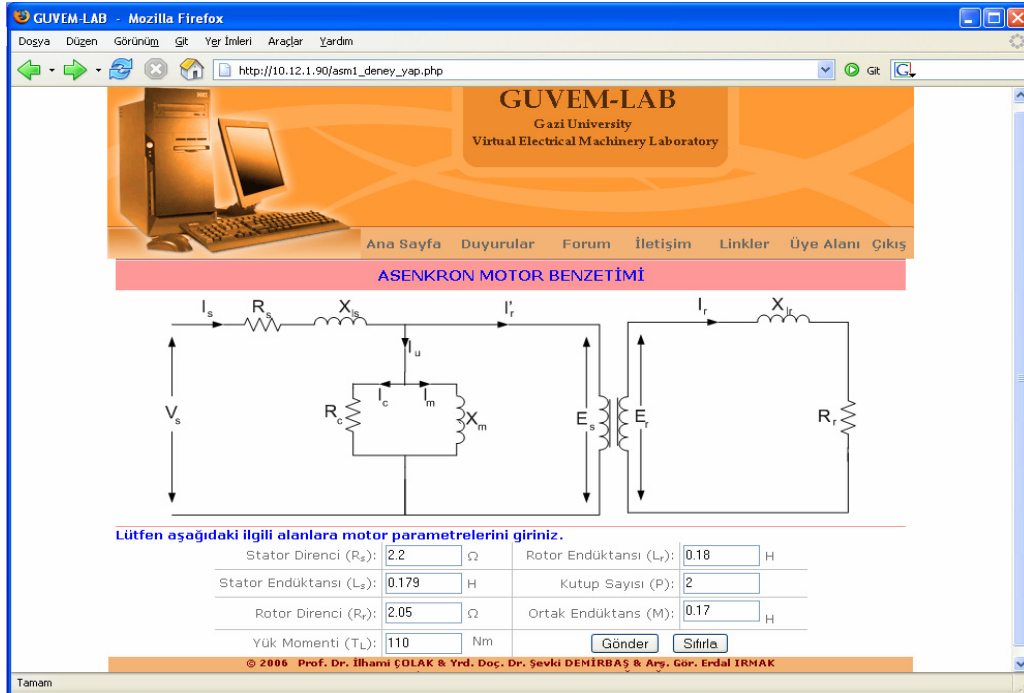 GUVEM-LAB - Mozilla Firefox
Dosya Düzen Görünüm Git Yer İmleri Araçlar Yardım
http://10.12.1.90/asm1_deney_yap.php Git G
GUVEM-LAB
Gazi University
Virtual Electrical Machinery Laboratory
Ana Sayfa Duyurular Forum İletişim Linkler Üye Alanı Çıkış
ASENKRON MOTOR BENZETİMİ
Is Rs Xls I'r Ir Xlr
Iu
Ic Im
Vs Rc Xm Es Er Rr
Lütfen aşağıdaki ilgili alanlara motor parametrelerini giriniz.
Stator Direnci (Rs): 2.2 Ω Rotor Endüktansı (Lr): 0.18 H
Stator Endüktansı (Ls): 0.179 H Kutup Sayısı (P): 2
Rotor Direnci (Rr): 2.05 Ω Ortak Endüktans (M): 0.17 H
Yük Momenti (TL): 110 Nm Gönder Sıfırla
© 2006 Prof. Dr. İlhami ÇOLAK & Yrd. Doç. Dr. Şevki DEMİRBAŞ & Arş. Gör. Erdal IRMAK
Tamam